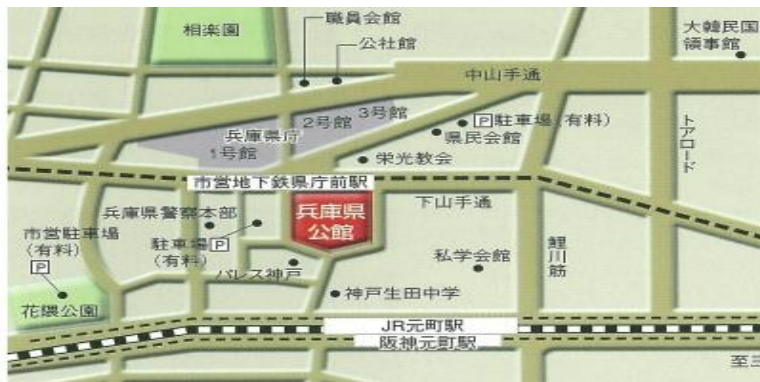 職員会館
相楽園
公社館
大韓民国
領事館
中山手通
3号館
2号館
兵庫県庁
1号館
P駐車場(有料)
県民会館
トアロード
栄光教会
市営地下鉄県庁前駅
兵庫県警察本部
兵庫県
公館
下山手通
市営駐車場
(有料)
P
駐車場P
(有料)
パレス神戸
私学会館
鯉川筋
神戸生田中学
花隈公園
JR元町駅
阪神元町駅
至三